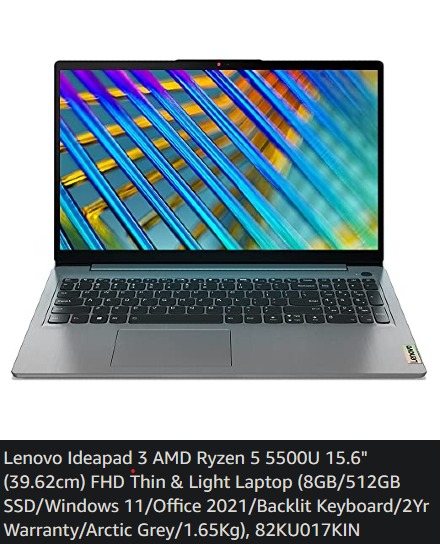 Lenovo
Lenovo Ideapad 3 AMD Ryzen 5 5500U 15.6"
(39.62cm) FHD Thin & Light Laptop (8GB/512GB
SSD/Windows 11/Office 2021/Backlit Keyboard/2Yr
Warranty/Arctic Grey/1.65Kg), 82KU017KIN